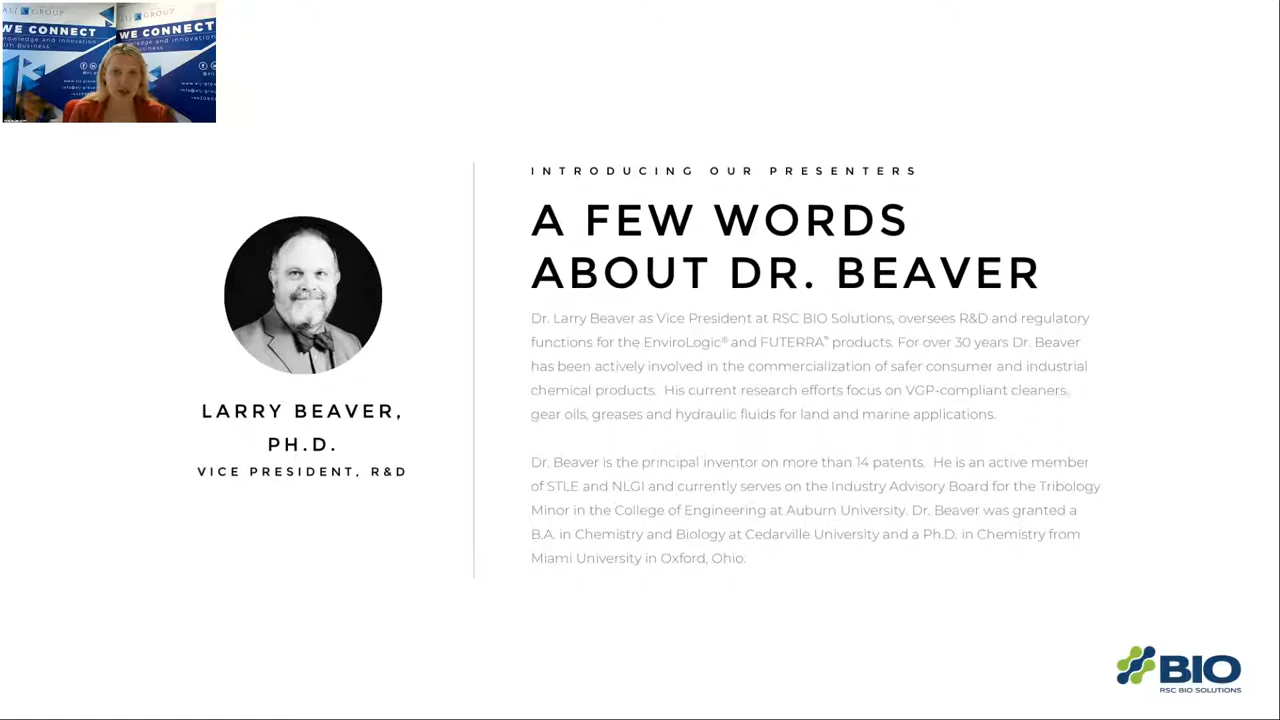 ALJ GROUP
WE CONNECT
WE CONNECT
knowledge and innovation
with business
INTRODUCING OUR PRESENTERS
A FEW WORDS
ABOUT DR. BEAVER
Dr. Larry Beaver as Vice President at RSC BIO Solutions, oversees R&D and regulatory
functions for the EnviroLogic® and FUTERRA® products. For over 30 years Dr. Beaver
has been actively involved in the commercialization of safer consumer and industrial
chemical products. His current research efforts focus on VGP-compliant cleaners,
gear oils, greases and hydraulic fluids for land and marine applications.
Dr. Beaver is the principal inventor on more than 14 patents. He is an active member
of STLE and NLGI and currently serves on the Industry Advisory Board for the Tribology
Minor in the College of Engineering at Auburn University. Dr. Beaver was granted a
B.A. in Chemistry and Biology at Cedarville University and a Ph.D. in Chemistry from
Miami University in Oxford, Ohio.
LARRY BEAVER,
PH.D.
VICE PRESIDENT, R&D
BIO
RSC BIO SOLUTIONS